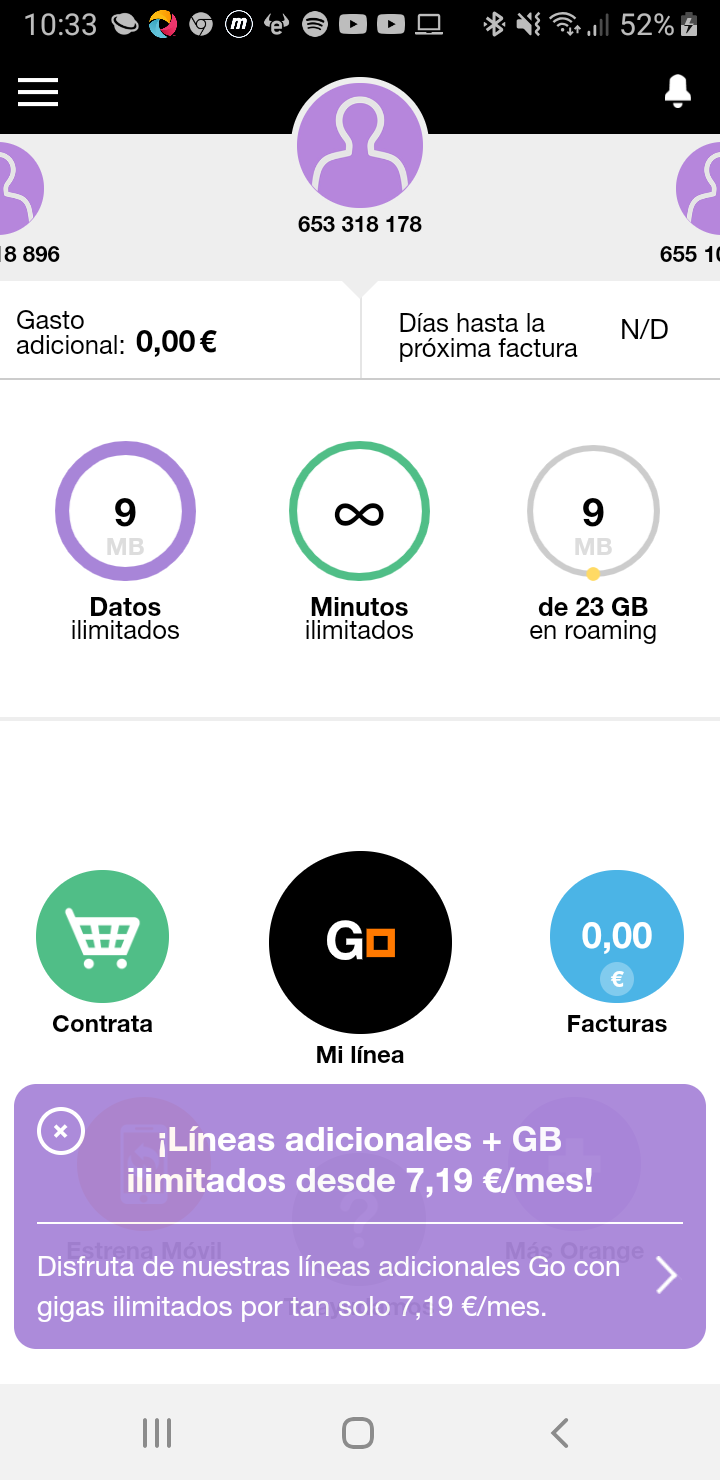 10:33
52%
653 318 178
18 896
655 10
Gasto
adicional: 0,00 €
Días hasta la
próxima factura
N/D
9
MB
Datos
ilimitados
∞
Minutos
ilimitados
9
MB
de 23 GB
en roaming
Contrata
Go
Mi línea
0,00
€
Facturas
¡Líneas adicionales + GB
ilimitados desde 7,19 €/mes!
Estrena Móvil
Más Orange
Disfruta de nuestras líneas adicionales Go con
gigas ilimitados por tan solo 7,19 €/mes.